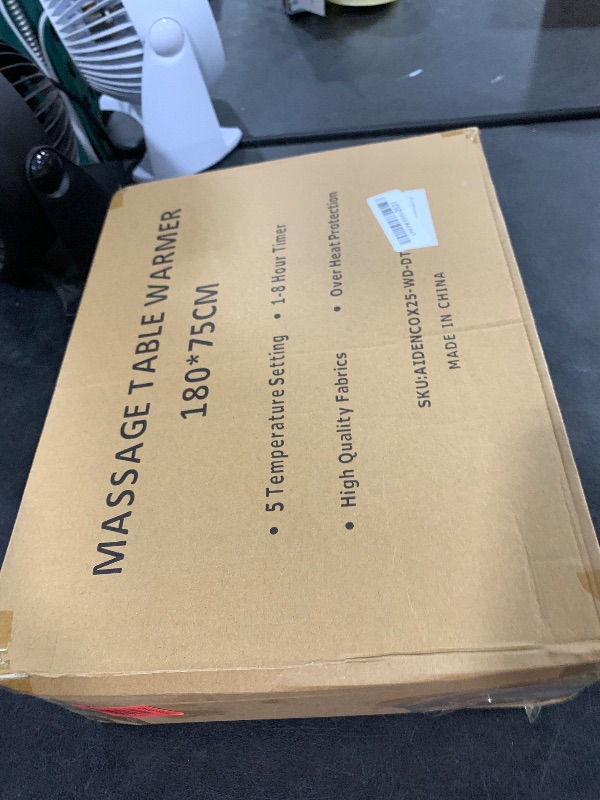 MASSAGE TABLE WARMER
180*75CM
• 5 Temperature Setting • 1-8 Hour Timer
• High Quality Fabrics • Over Heat Protection
SKU:AIDENCOX25-WD-DT
MADE IN CHINA